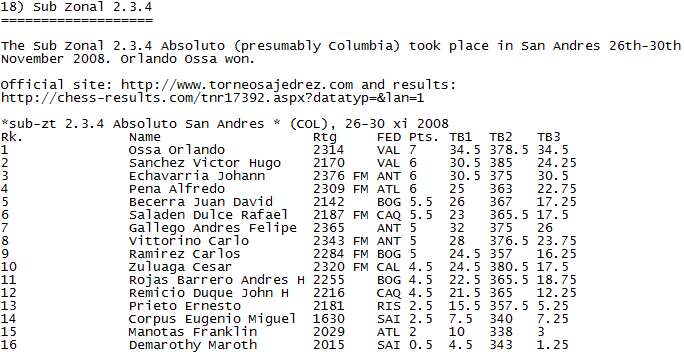 18) Sub Zonal 2.3.4
===================
The Sub Zonal 2.3.4 Absoluto (presumably Columbia) took place in San Andres 26th-30th
November 2008. Orlando Ossa won.
Official site: http://www.torneosajedrez.com and results:
http://chess-results.com/tnr17392.aspx?datatyp=&lan=1
*sub-zt 2.3.4 Absoluto San Andres * (COL), 26-30 xi 2008
Rk. Name Rtg FED Pts. TB1 TB2 TB3
1 Ossa Orlando 2314 VAL 7 34.5 378.5 34.5
2 Sanchez Victor Hugo 2170 VAL 6 30.5 385 24.25
3 Echavarria Johann 2376 FM ANT 6 30.5 375 30.5
4 Pena Alfredo 2309 FM ATL 6 25 363 22.75
5 Becerra Juan David 2142 BOG 5.5 26 367 17.25
6 Saladen Dulce Rafael 2187 FM CAQ 5.5 23 365.5 17.5
7 Gallego Andres Felipe 2365 ANT 5 32 375 26
8 Vittorino Carlo 2343 FM ANT 5 28 376.5 23.75
9 Ramirez Carlos 2284 FM BOG 5 24.5 357 16.25
10 Zuluaga Cesar 2320 FM CAL 4.5 24.5 380.5 17.5
11 Rojas Barrero Andres H 2255 BOG 4.5 22.5 365.5 18.75
12 Remicio Duque John H 2216 CAQ 4.5 21.5 365 12.25
13 Prieto Ernesto 2181 RIS 2.5 15.5 357.5 5.25
14 Corpus Eugenio Miguel 1630 SAI 2.5 7.5 340 7.25
15 Manotas Franklin 2029 ATL 2 10 338 3
16 Demarothy Maroth 2015 SAI 0.5 4.5 343 1.25